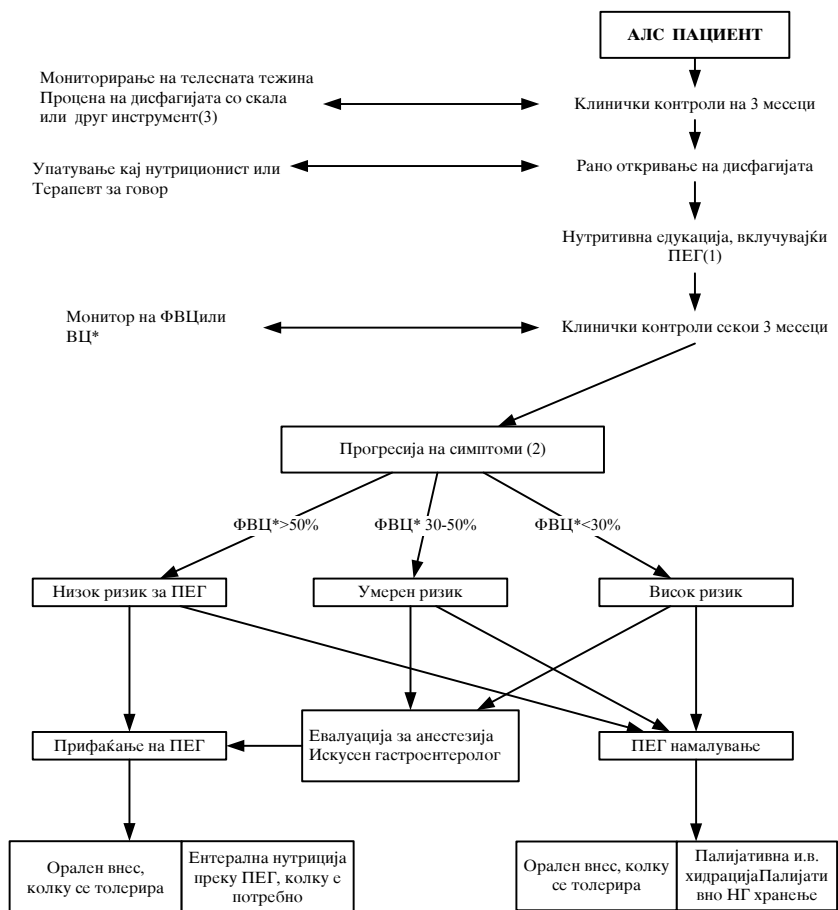 АЛС ПАЦИЕНТ
Мониторирање на телесната тежина
Процена на дисфагијата со скала
или друг инструмент(3)
Клинички контроли на 3 месеци
Упатување кај нутриционист или
Терапевт за говор
Рано откривање на дисфагијата
Нутритивна едукација, вклучувајќи
ПЕГ(1)
Монитор на ФВЦили
ВЦ*
Клинички контроли секои 3 месеци
Прогресија на симптоми (2)
ФВЦ*>50%
ФВЦ* 30-50%
ФВЦ*<30%
Низок ризик за ПЕГ
Умерен ризик
Висок ризик
Прифаќање на ПЕГ
Евалуација за анестезија
Искусен гастроентеролог
ПЕГ намалување
Орален внес,
колку се толерира
Ентерална нутриција
преку ПЕГ, колку е
потребно
Орален внес, колку
се толерира
Палијативна и.в.
хидрацијаПалијати
вно НГ хранење